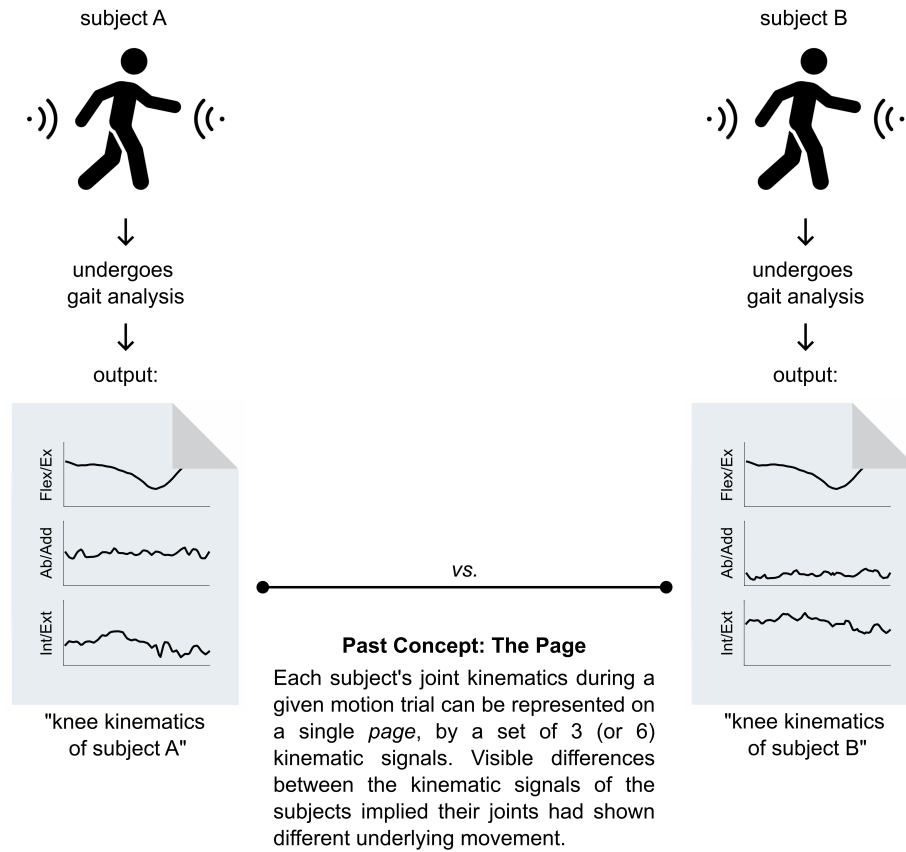 subject A
undergoes
gait analysis
output:
Flex/Ex
Ab/Add
Int/Ext
"knee kinematics
of subject A"
subject B
undergoes
gait analysis
output:
Flex/Ex
Ab/Add
Int/Ext
"knee kinematics
of subject B"
vs.
Past Concept: The Page
Each subject's joint kinematics during a
given motion trial can be represented on
a single page, by a set of 3 (or 6)
kinematic signals. Visible differences
between the kinematic signals of the
subjects implied their joints had shown
different underlying movement.